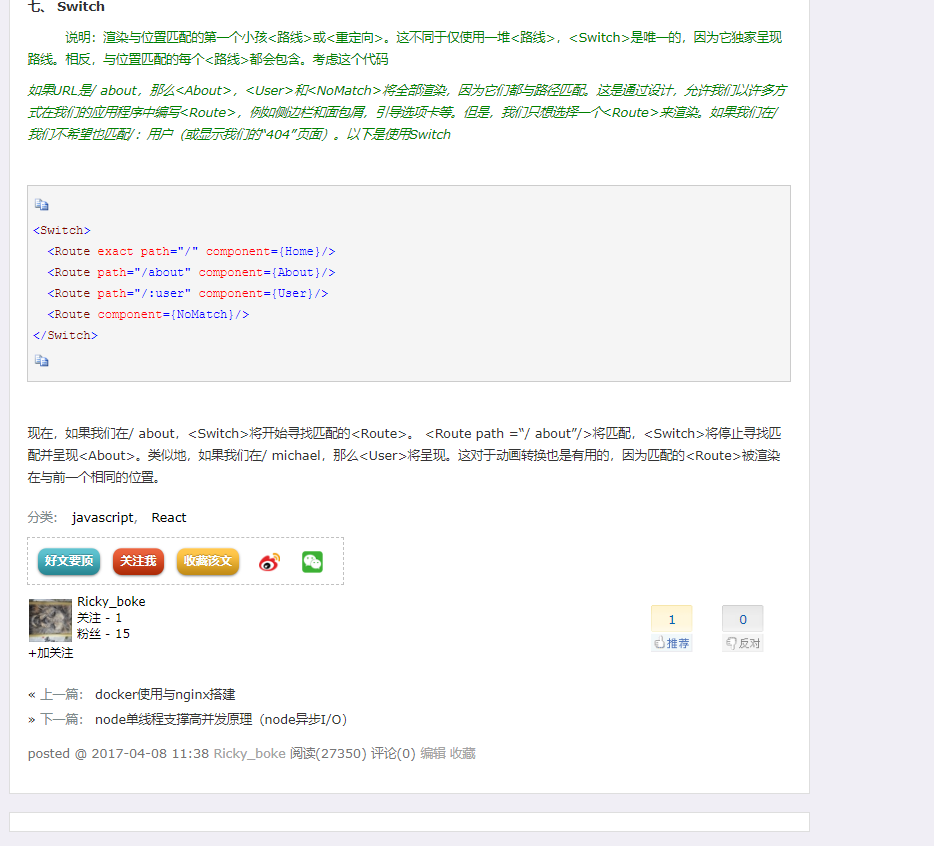 七、 Switch
说明：渲染与位置匹配的第一个小孩<路线>或<重定向>。这不同于仅使用一堆<路线>，<Switch>是唯一的，因为它独家呈现
路线。相反，与位置匹配的每个<路线>都会包含。考虑这个代码
如果URL是/ about，那么<About>，<User>和<NoMatch>将全部渲染，因为它们都与路径匹配。这是通过设计，允许我们以许多方
式在我们的应用程序中编写<Route>，例如侧边栏和面包屑，引导选项卡等。但是，我们只想选择一个<Route>来渲染。如果我们在/
我们不希望也匹配/：用户（或显示我们的“404”页面）。以下是使用Switch
<Switch>
<Route exact path="/" component={Home}/>
<Route path="/about" component={About}/>
<Route path="/:user" component={User}/>
<Route component={NoMatch}/>
</Switch>
现在，如果我们在/ about，<Switch>将开始寻找匹配的<Route>。 <Route path =“/ about”/>将匹配，<Switch>将停止寻找匹
配并呈现<About>。类似地，如果我们在/ michael，那么<User>将呈现。这对于动画转换也是有用的，因为匹配的<Route>被渲染
在与前一个相同的位置。
分类： javascript， React
好文要顶 关注我 收藏该文
Ricky_boke
关注 - 1
粉丝 - 15
+加关注
1 0
推荐 反对
« 上一篇： docker使用与nginx搭建
» 下一篇： node单线程支撑高并发原理（node异步I/O）
posted @ 2017-04-08 11:38 Ricky_boke 阅读(27350) 评论(0) 编辑 收藏